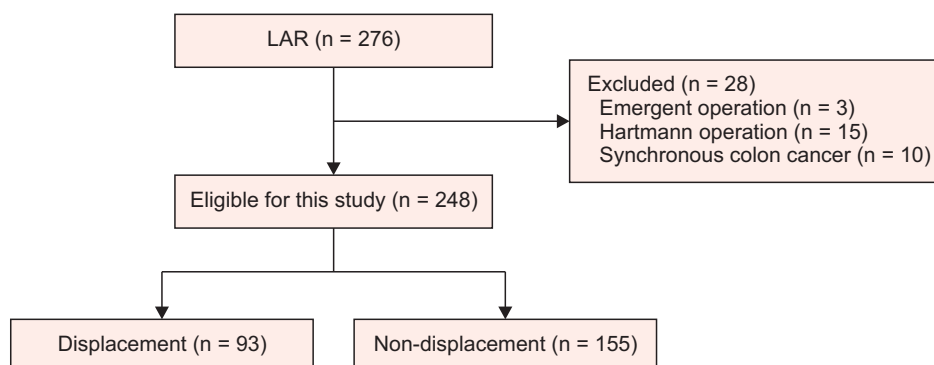 LAR (n = 276)
Excluded (n = 28)
Emergent operation (n = 3)
Hartmann operation (n = 15)
Synchronous colon cancer (n = 10)
Eligible for this study (n = 248)
Displacement (n = 93)
Non-displacement (n = 155)